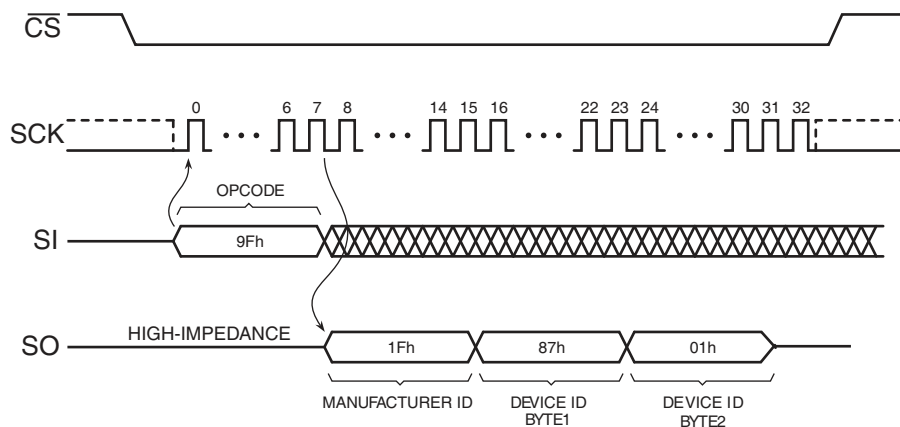 CS
SCK 0 6 7 8 14 15 16 22 23 24 30 31 32
OPCODE
SI 9Fh
SO HIGH-IMPEDANCE 1Fh 87h 01h
MANUFACTURER ID DEVICE ID DEVICE ID
BYTE1 BYTE2